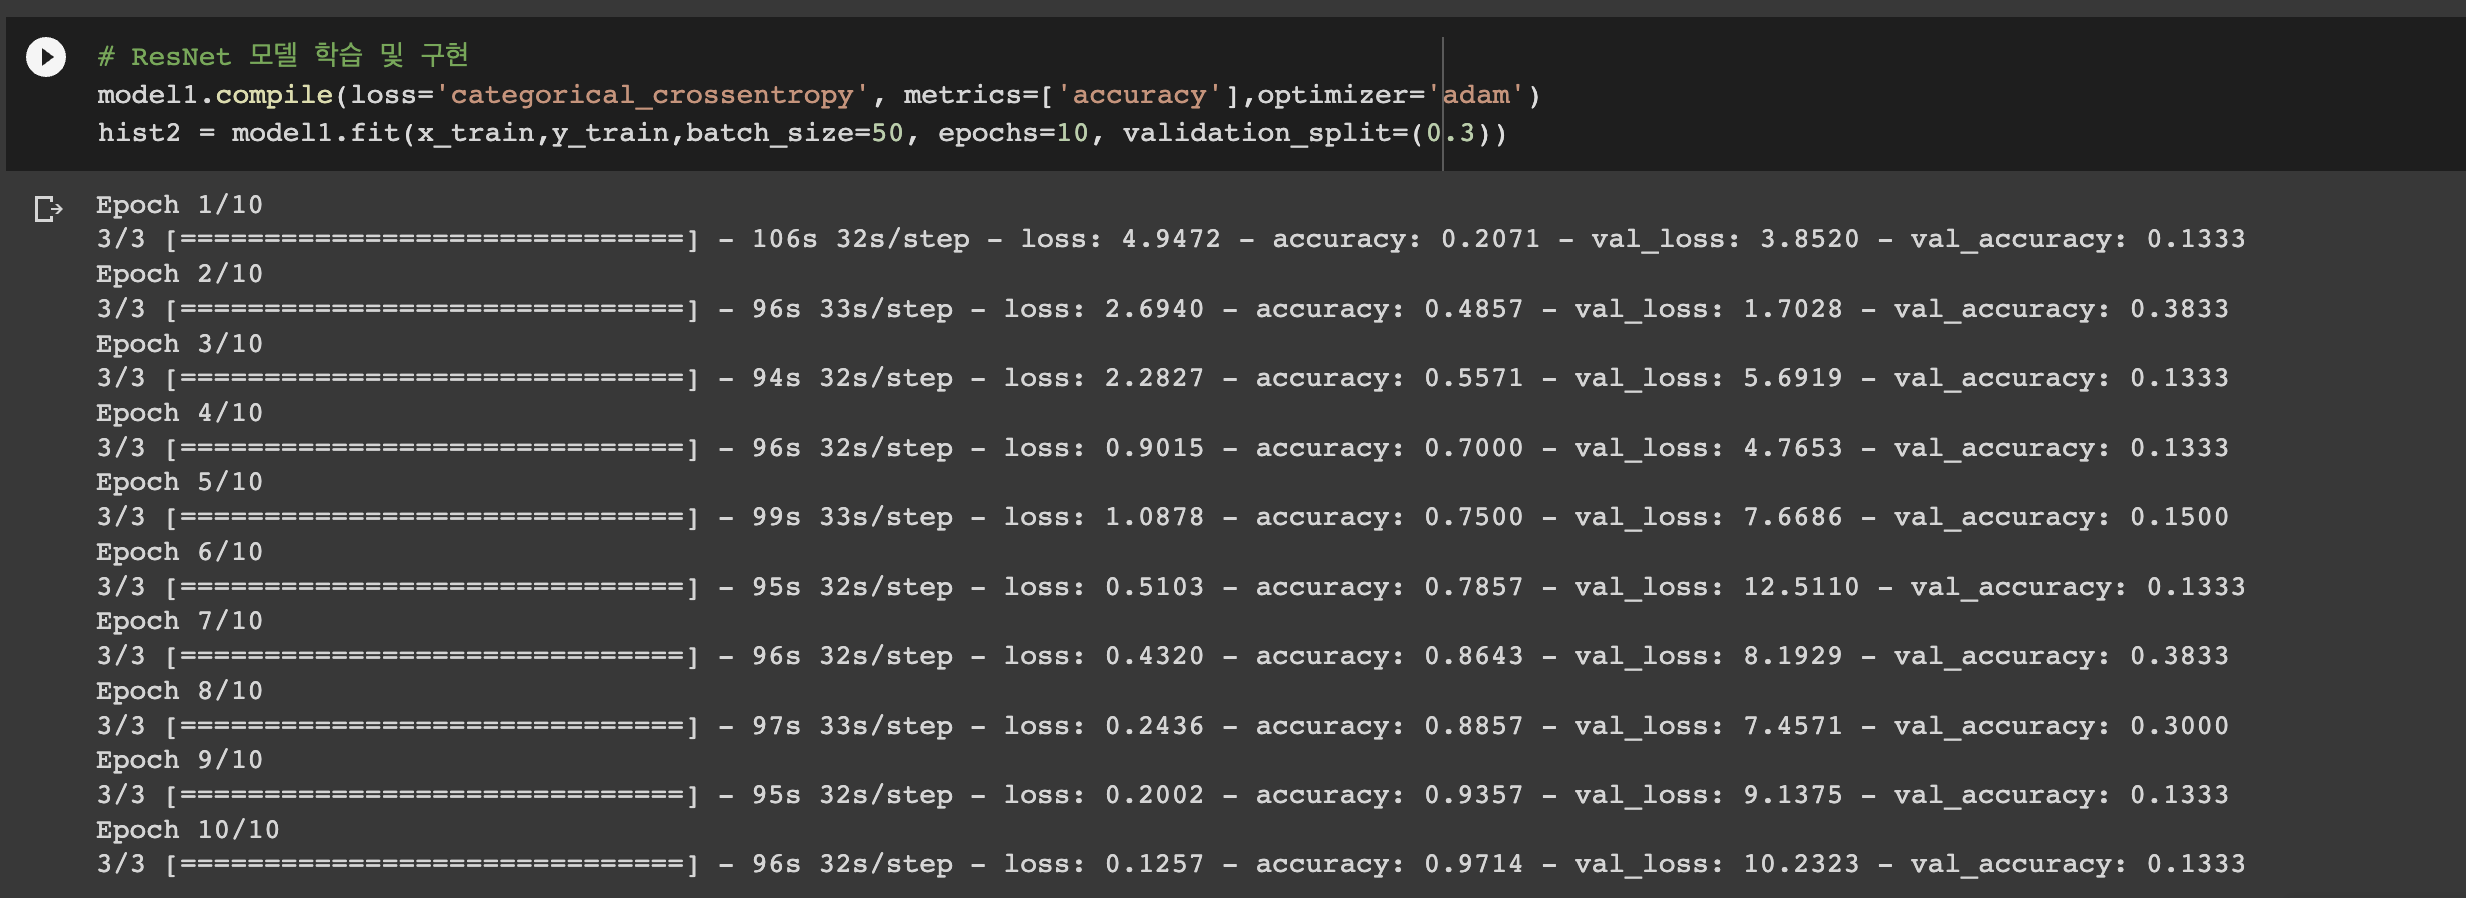 # ResNet 모델 학습 및 구현
model1.compile(loss='categorical_crossentropy', metrics=['accuracy'],optimizer='adam')
hist2 = model1.fit(x_train,y_train,batch_size=50, epochs=10, validation_split=(0.3))
Epoch 1/10
3/3 [==============================] - 106s 32s/step - loss: 4.9472 - accuracy: 0.2071 - val_loss: 3.8520 - val_accuracy: 0.1333
Epoch 2/10
3/3 [==============================] - 96s 33s/step - loss: 2.6940 - accuracy: 0.4857 - val_loss: 1.7028 - val_accuracy: 0.3833
Epoch 3/10
3/3 [==============================] - 94s 32s/step - loss: 2.2827 - accuracy: 0.5571 - val_loss: 5.6919 - val_accuracy: 0.1333
Epoch 4/10
3/3 [==============================] - 96s 32s/step - loss: 0.9015 - accuracy: 0.7000 - val_loss: 4.7653 - val_accuracy: 0.1333
Epoch 5/10
3/3 [==============================] - 99s 33s/step - loss: 1.0878 - accuracy: 0.7500 - val_loss: 7.6686 - val_accuracy: 0.1500
Epoch 6/10
3/3 [==============================] - 95s 32s/step - loss: 0.5103 - accuracy: 0.7857 - val_loss: 12.5110 - val_accuracy: 0.1333
Epoch 7/10
3/3 [==============================] - 96s 32s/step - loss: 0.4320 - accuracy: 0.8643 - val_loss: 8.1929 - val_accuracy: 0.3833
Epoch 8/10
3/3 [==============================] - 97s 33s/step - loss: 0.2436 - accuracy: 0.8857 - val_loss: 7.4571 - val_accuracy: 0.3000
Epoch 9/10
3/3 [==============================] - 95s 32s/step - loss: 0.2002 - accuracy: 0.9357 - val_loss: 9.1375 - val_accuracy: 0.1333
Epoch 10/10
3/3 [==============================] - 96s 32s/step - loss: 0.1257 - accuracy: 0.9714 - val_loss: 10.2323 - val_accuracy: 0.1333